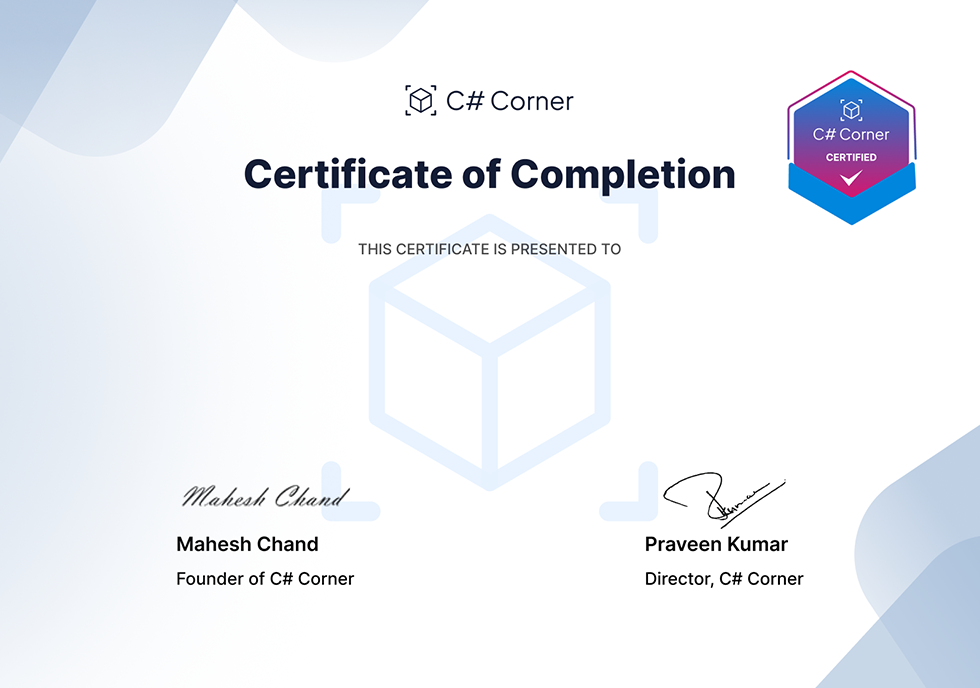 C# Corner
C# Corner
CERTIFIED
Certificate of Completion
THIS CERTIFICATE IS PRESENTED TO
Mahesh Chand
Mahesh Chand
Founder of C# Corner
Praveen Kumar
Director, C# Corner